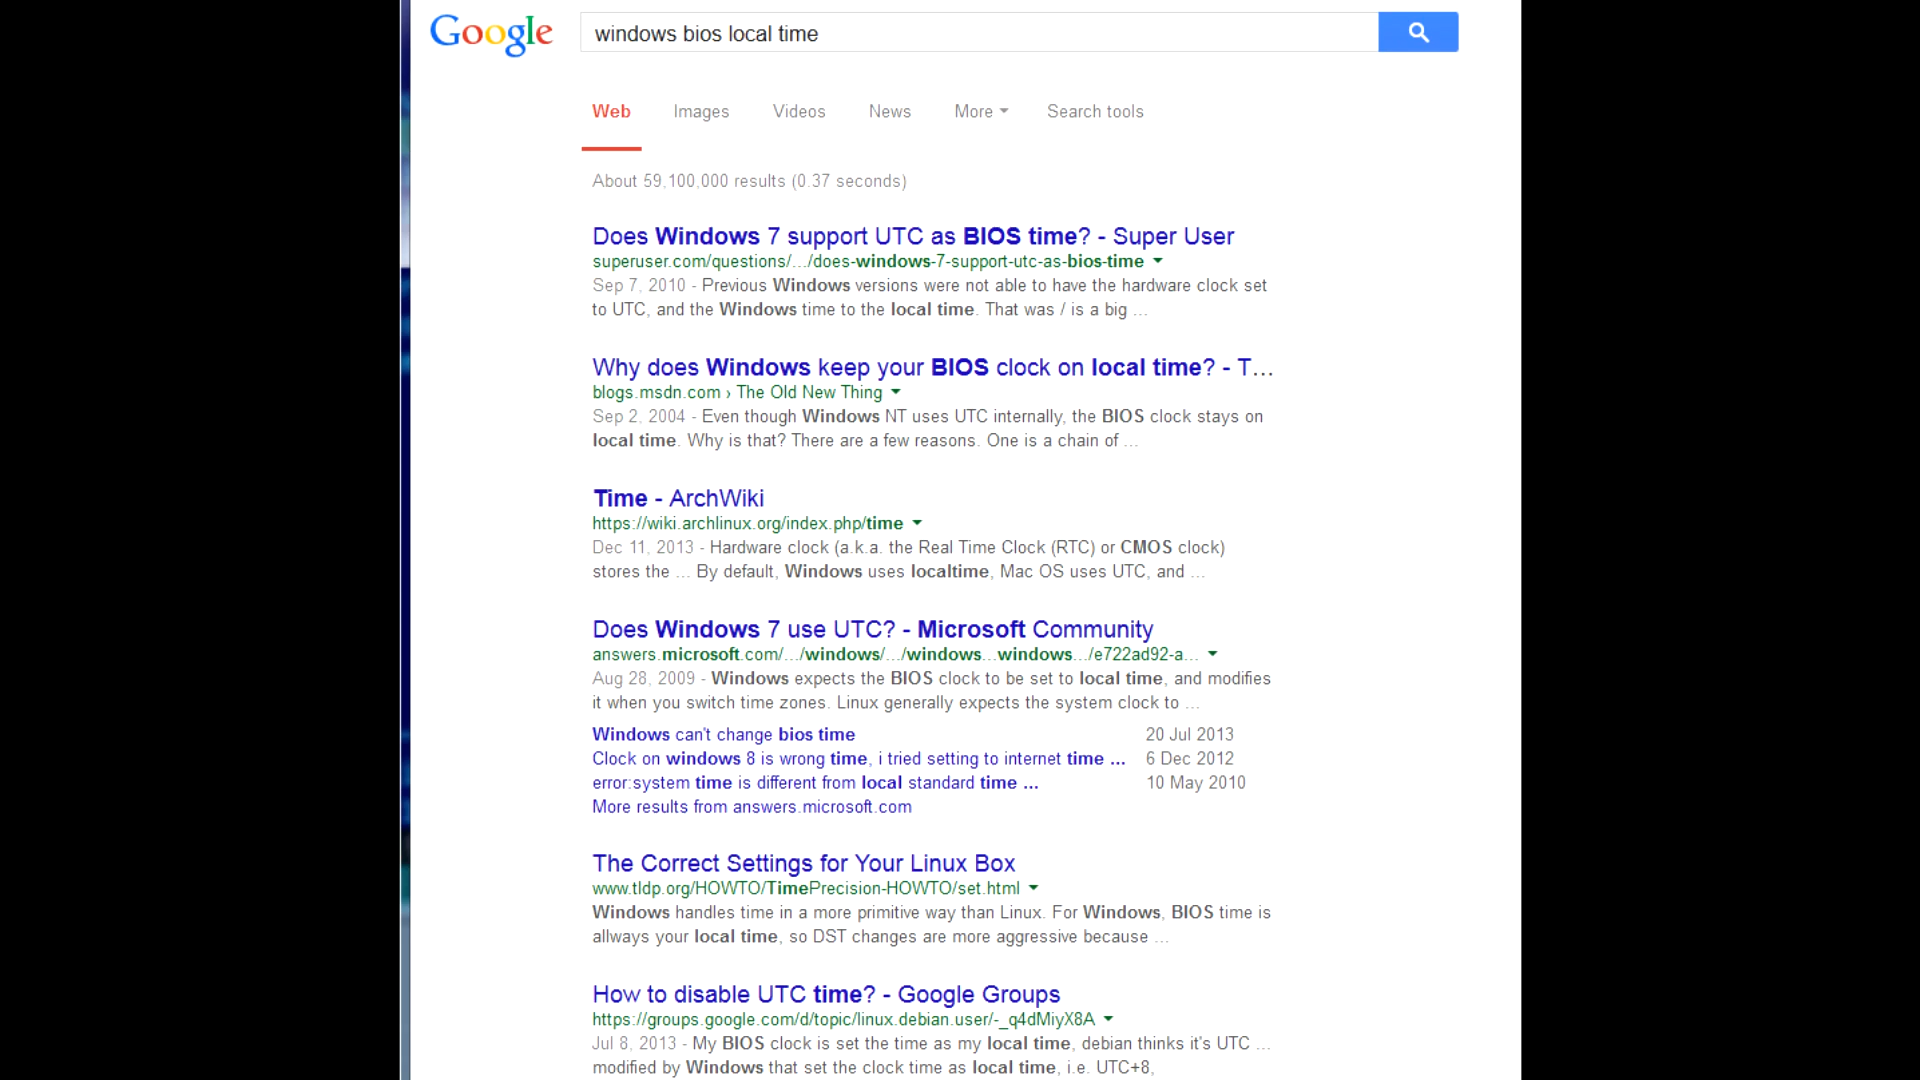 Google windows bios local time
Web Images Videos News More Search tools
About 59,100,000 results (0.37 seconds)
Does Windows 7 support UTC as BIOS time? - Super User
superuser.com/questions/.../does-windows-7-support-utc-as-bios-time
Sep 7, 2010 - Previous Windows versions were not able to have the hardware clock set
to UTC, and the Windows time to the local time. That was / is a big ...
Why does Windows keep your BIOS clock on local time? - T...
blogs.msdn.com › The Old New Thing
Sep 2, 2004 - Even though Windows NT uses UTC internally, the BIOS clock stays on
local time. Why is that? There are a few reasons. One is a chain of ...
Time - ArchWiki
https://wiki.archlinux.org/index.php/time
Dec 11, 2013 - Hardware clock (a.k.a. the Real Time Clock (RTC) or CMOS clock)
stores the ... By default, Windows uses localtime, Mac OS uses UTC, and ...
Does Windows 7 use UTC? - Microsoft Community
answers.microsoft.com/.../windows/.../windows...windows.../e722ad92-a...
Aug 28, 2009 - Windows expects the BIOS clock to be set to local time, and modifies
it when you switch time zones. Linux generally expects the system clock to ...
Windows can't change bios time 20 Jul 2013
Clock on windows 8 is wrong time, i tried setting to internet time ... 6 Dec 2012
error:system time is different from local standard time ... 10 May 2010
More results from answers.microsoft.com
The Correct Settings for Your Linux Box
www.tldp.org/HOWTO/TimePrecision-HOWTO/set.html
Windows handles time in a more primitive way than Linux. For Windows, BIOS time is
allways your local time, so DST changes are more aggressive because ...
How to disable UTC time? - Google Groups
https://groups.google.com/d/topic/linux.debian.user/-_q4dMiyX8A
Jul 8, 2013 - My BIOS clock is set the time as my local time, debian thinks it's UTC ...
modified by Windows that set the clock time as local time, i.e. UTC+8,